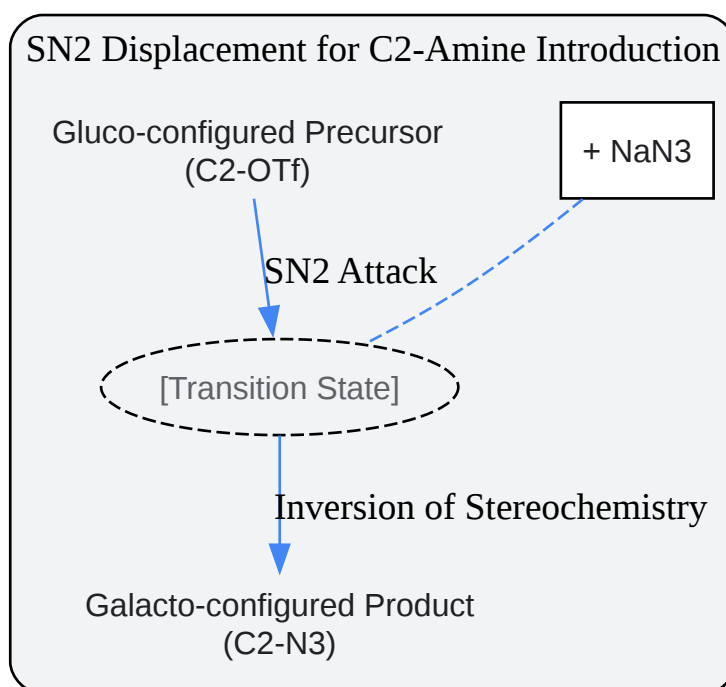 SN2 Displacement for C2-Amine Introduction
Gluco-configured Precursor
(C2-OTf)
+ NaN3
SN2 Attack
[Transition State]
Inversion of Stereochemistry
Galacto-configured Product
(C2-N3)